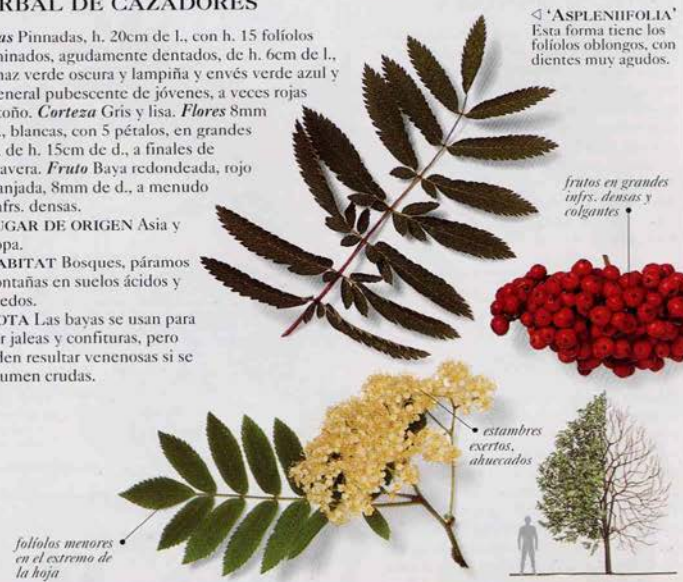 RBAL DE CAZADORES
as Pinnadas, h. 20cm de l., con h. 15 folíolos
minados, agudamente dentados, de h. 6cm de l.,
haz verde oscura y lampiña y envés verde azul y
eneral pubescente de jóvenes, a veces rojas
toño. Corteza Gris y lisa. Flores 8mm
., blancas, con 5 pétalos, en grandes
. de h. 15cm de d., a finales de
avera. Fruto Baya redondeada, rojo
anjada, 8mm de d., a menudo
nfrs. densas.
UGAR DE ORIGEN Asia y
opa.
ABITAT Bosques, páramos
ontañas en suelos ácidos y
edos.
OTA Las bayas se usan para
r jaleas y confituras, pero
den resultar venenosas si se
umen crudas.
◁ 'ASPLENIIFOLIA'
Esta forma tiene los
folíolos oblongos, con
dientes muy agudos.
frutos en grandes
infrs. densas y
colgantes
estambres
exertos,
ahuecados
folíolos menores
en el extremo de
la hoja